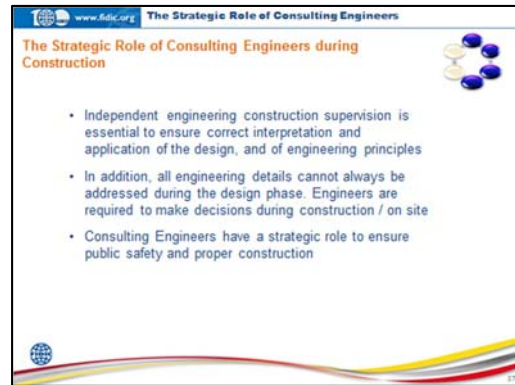 www.fidic.org The Strategic Role of Consulting Engineers
The Strategic Role of Consulting Engineers during
Construction
• Independent engineering construction supervision is
essential to ensure correct interpretation and
application of the design, and of engineering principles
• In addition, all engineering details cannot always be
addressed during the design phase. Engineers are
required to make decisions during construction / on site
• Consulting Engineers have a strategic role to ensure
public safety and proper construction